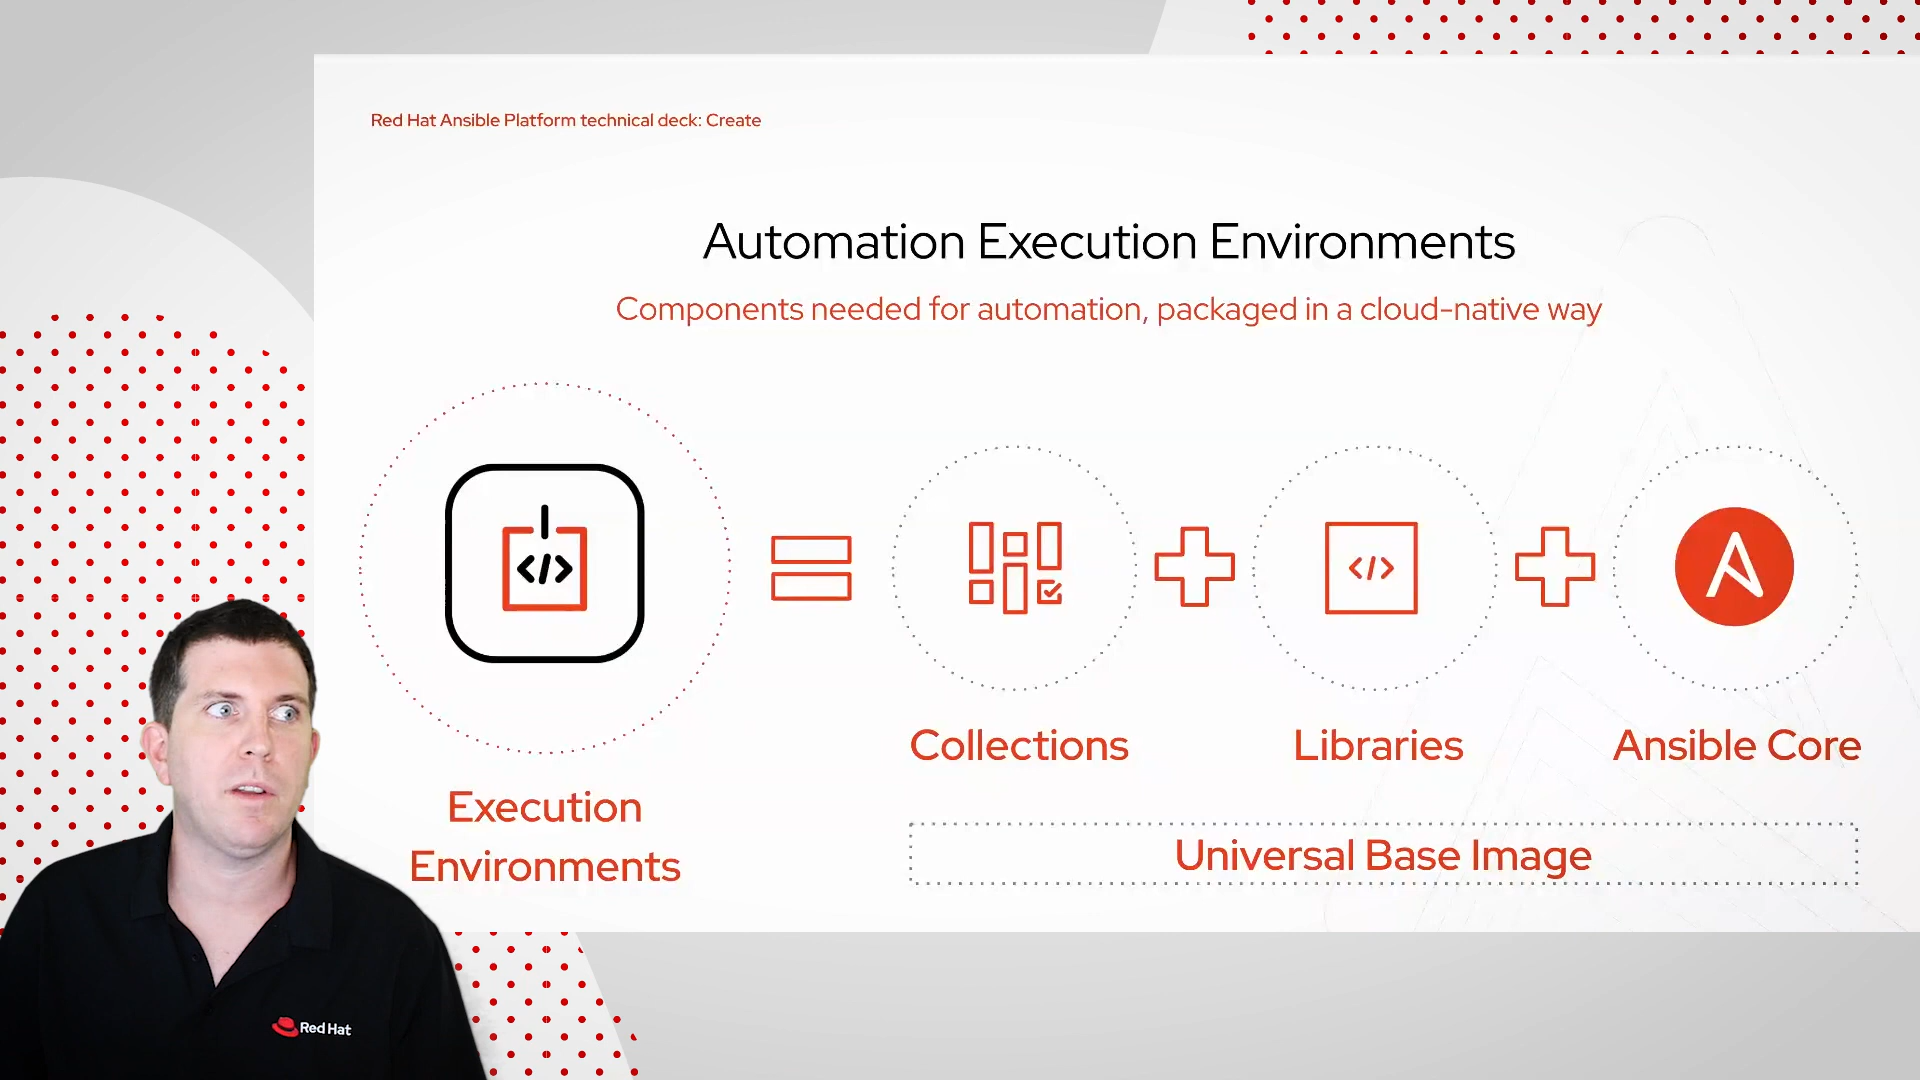 Red Hat Ansible Platform technical deck: Create
Automation Execution Environments
Components needed for automation, packaged in a cloud-native way
</>
</>
Collections
Libraries
Ansible Core
Execution
Environments
Universal Base Image
Red Hat